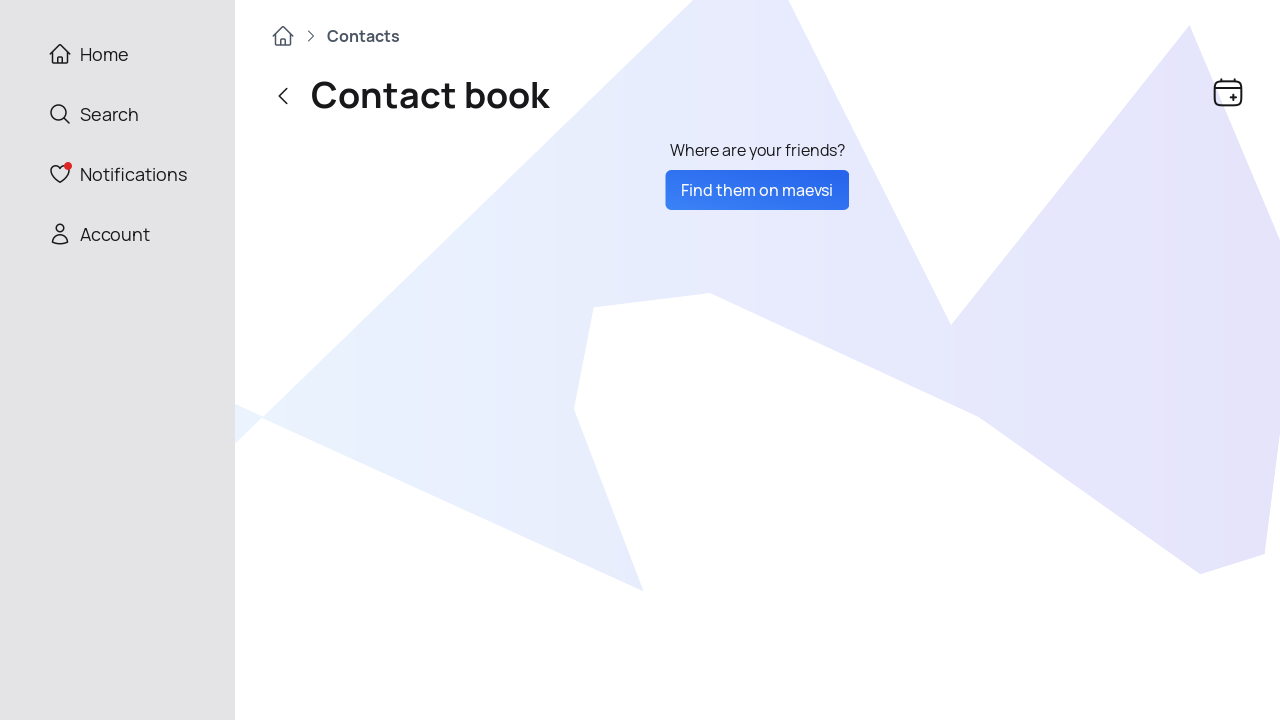 Home
Search
Notifications
Account
Contacts
Contact book
Where are your friends?
Find them on maevsi